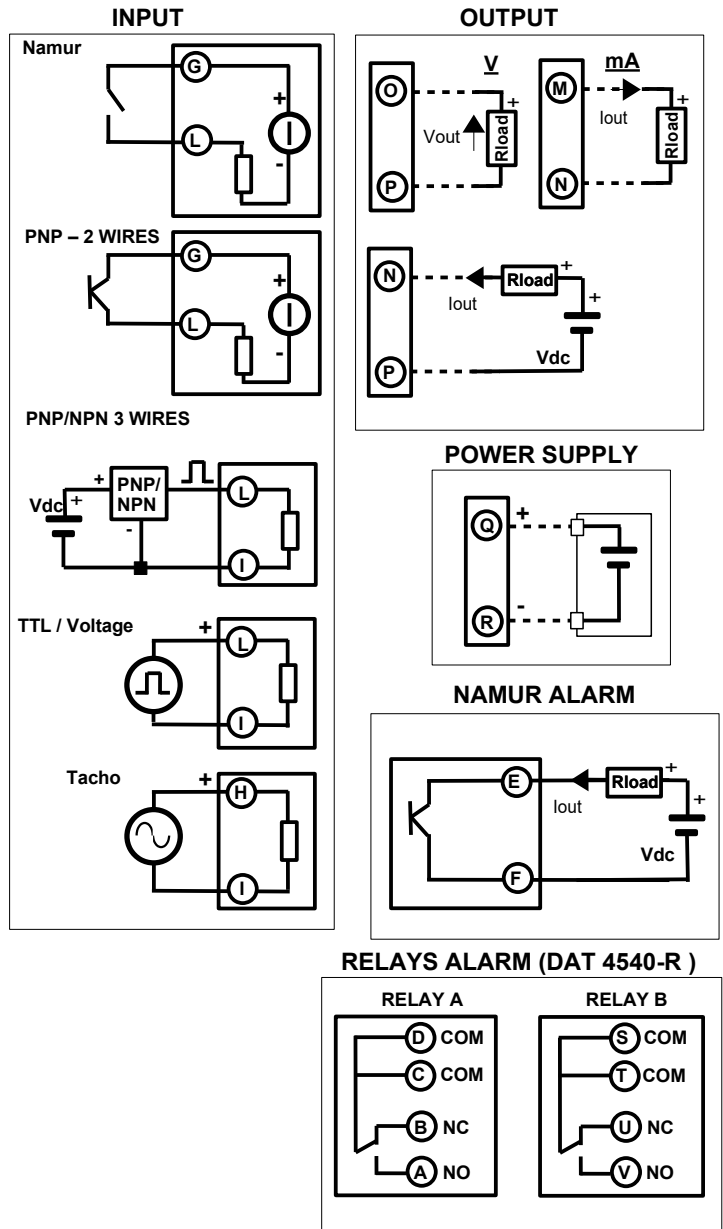 INPUT
Namur
G
+
L
-
PNP – 2 WIRES
G
+
L
-
PNP/NPN 3 WIRES
+ PNP/
NPN
L
Vdc +
-
I
TTL / Voltage
+ L
I
Tacho
+ H
I
OUTPUT
V
O
+
Vout
Rload
P
mA
M
+
Iout
Rload
N
N
Rload +
+
Iout
Vdc
P
POWER SUPPLY
Q +
R -
NAMUR ALARM
E
Rload +
+
Iout
Vdc
F
RELAYS ALARM (DAT 4540-R )
RELAY A
D COM
C COM
B NC
A NO
RELAY B
S COM
T COM
U NC
V NO